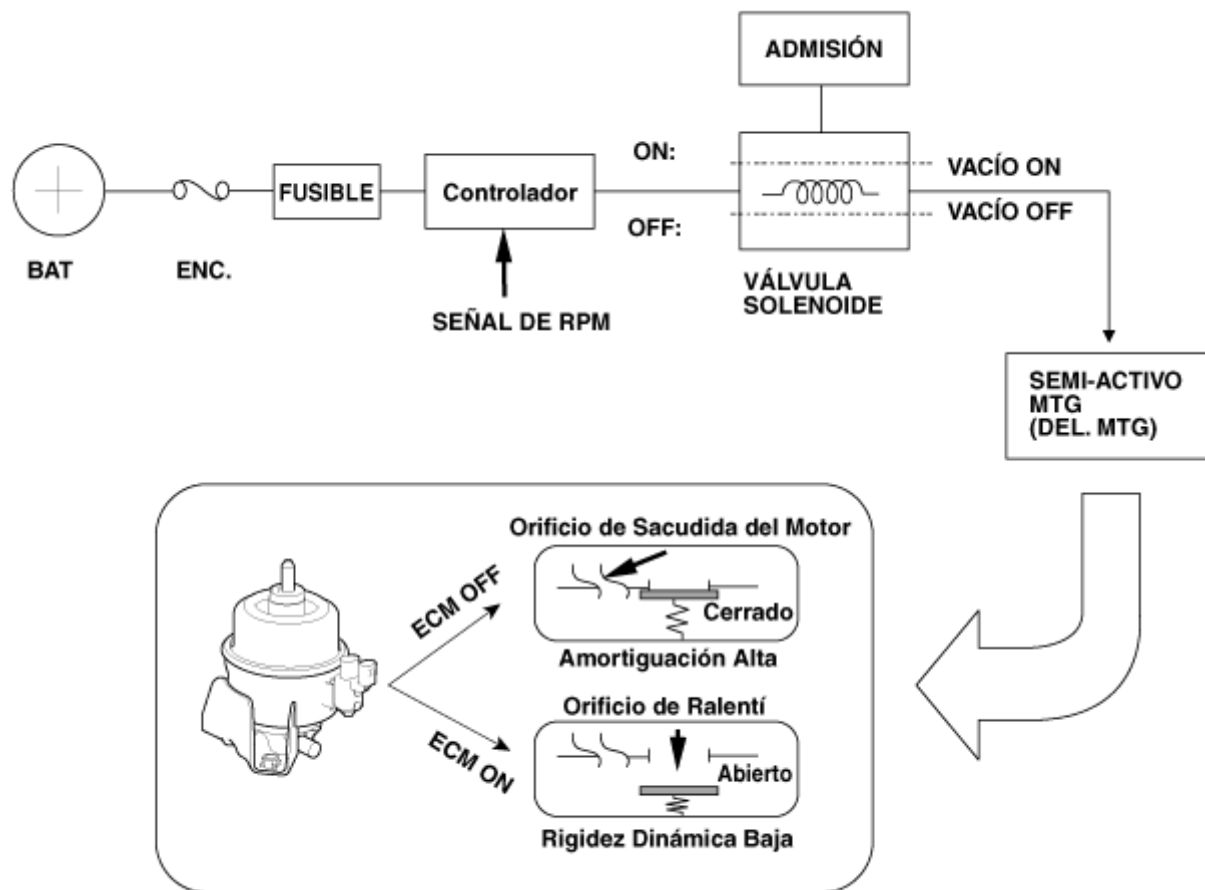 ADMISIÓN
ON:
VACÍO ON
FUSIBLE
Controlador
OFF:
VACÍO OFF
BAT
ENC.
VÁLVULA
SOLENOIDE
SEÑAL DE RPM
SEMI-ACTIVO
MTG
(DEL. MTG)
Orificio de Sacudida del Motor
ECM OFF
Cerrado
Amortiguación Alta
Orificio de Ralentí
ECM ON
Abierto
Rigidez Dinámica Baja